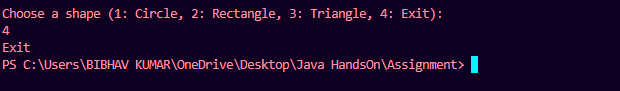 Choose a shape (1: Circle, 2: Rectangle, 3: Triangle, 4: Exit):
4
Exit
PS C:\Users\BIBHAV KUMAR\OneDrive\Desktop\Java HandsOn\Assignment>